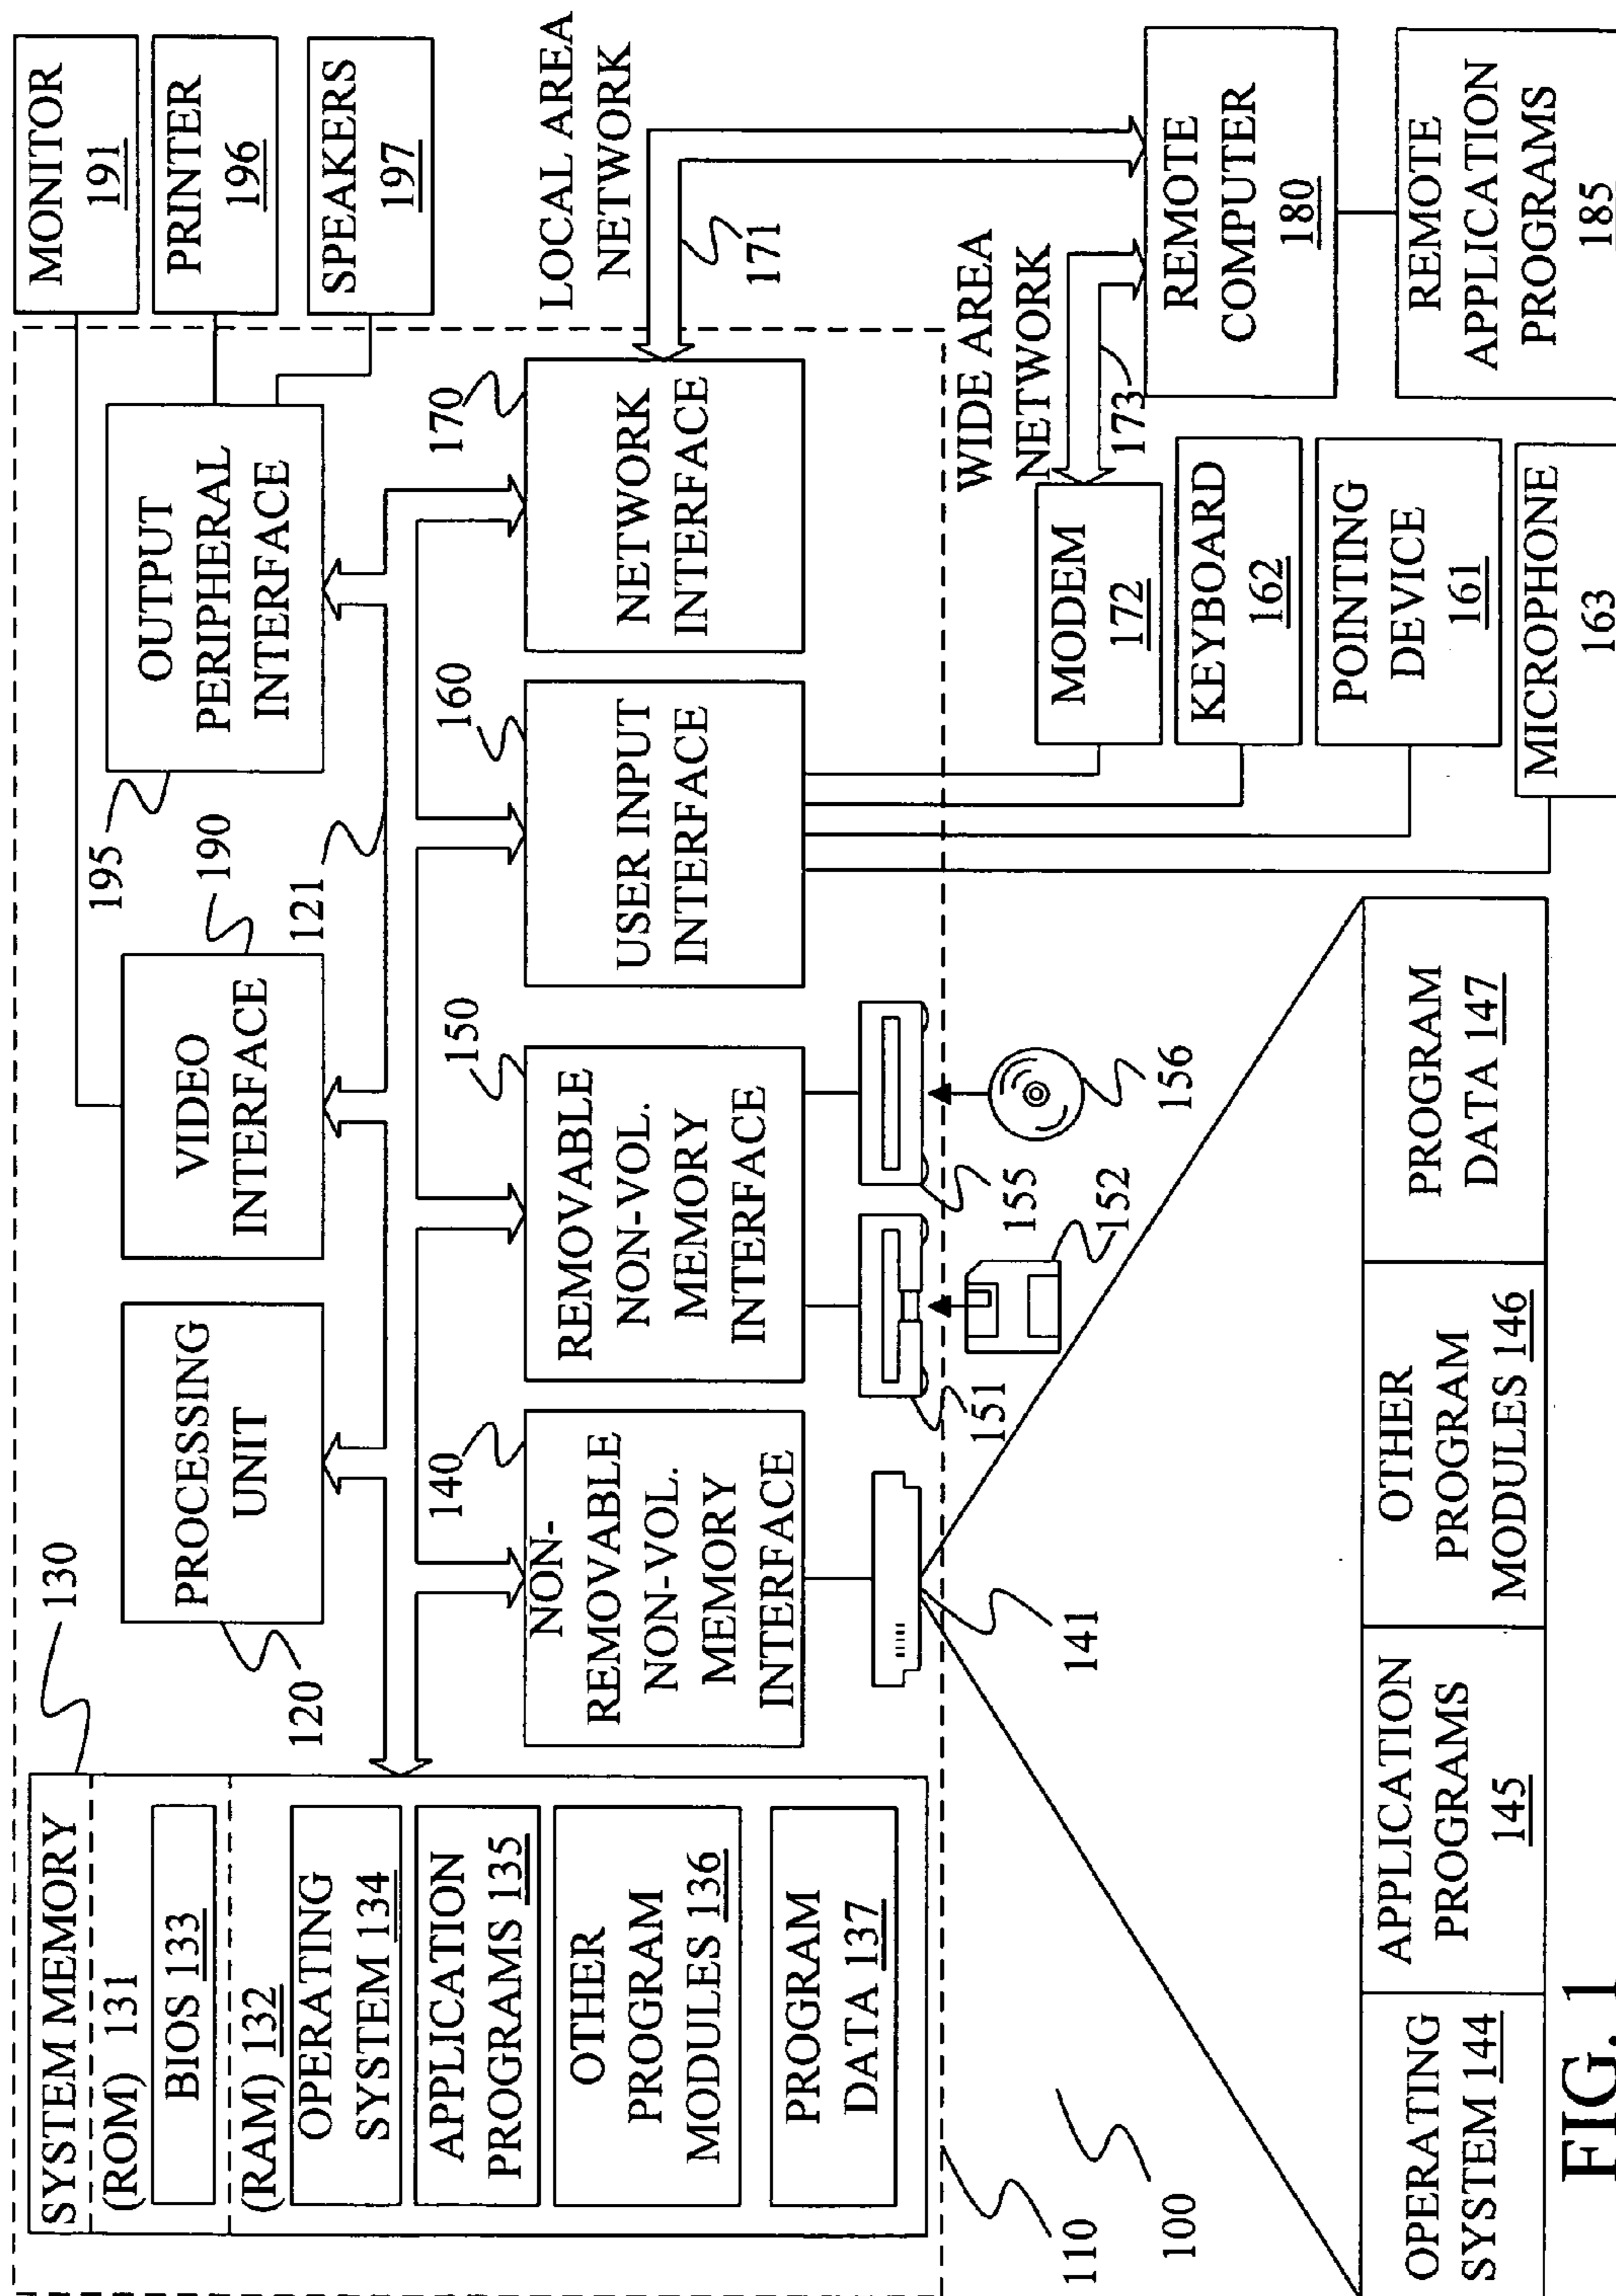 SYSTEM MEMORY
(ROM) 131
BIOS 133
(RAM) 132
OPERATING
SYSTEM 134
APPLICATION
PROGRAMS 135
OTHER
PROGRAM
MODULES 136
PROGRAM
DATA 137
130
PROCESSING
UNIT
120
VIDEO
INTERFACE
190
OUTPUT
PERIPHERAL
INTERFACE
195
121
MONITOR
191
PRINTER
196
SPEAKERS
197
NON-
REMOVABLE
NON-VOL.
MEMORY
INTERFACE
140
REMOVABLE
NON-VOL.
MEMORY
INTERFACE
150
USER INPUT
INTERFACE
160
NETWORK
INTERFACE
170
LOCAL AREA
NETWORK
171
141
151
152
155
156
WIDE AREA
NETWORK
173
MODEM
172
KEYBOARD
162
POINTING
DEVICE
161
MICROPHONE
163
REMOTE
COMPUTER
180
REMOTE
APPLICATION
PROGRAMS
185
110
100
OPERATING
SYSTEM 144
APPLICATION
PROGRAMS
145
OTHER
PROGRAM
MODULES 146
PROGRAM
DATA 147
FIG. 1